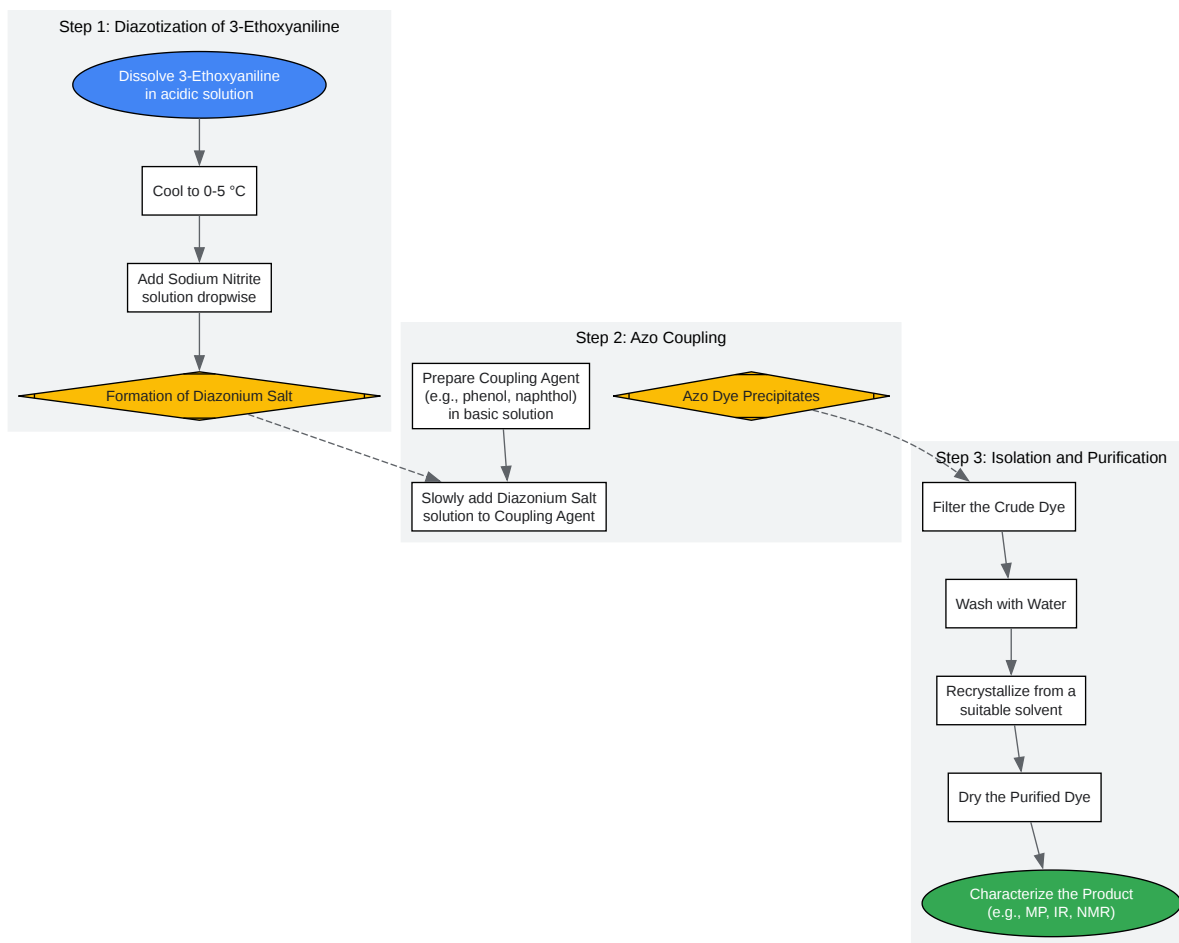 Step 1: Diazotization of 3-Ethoxyaniline
Dissolve 3-Ethoxyaniline
in acidic solution
Cool to 0-5 °C
Add Sodium Nitrite
solution dropwise
Formation of Diazonium Salt
Step 2: Azo Coupling
Prepare Coupling Agent
(e.g., phenol, naphthol)
in basic solution
Azo Dye Precipitates
Slowly add Diazonium Salt
solution to Coupling Agent
Step 3: Isolation and Purification
Filter the Crude Dye
Wash with Water
Recrystallize from a
suitable solvent
Dry the Purified Dye
Characterize the Product
(e.g., MP, IR, NMR)